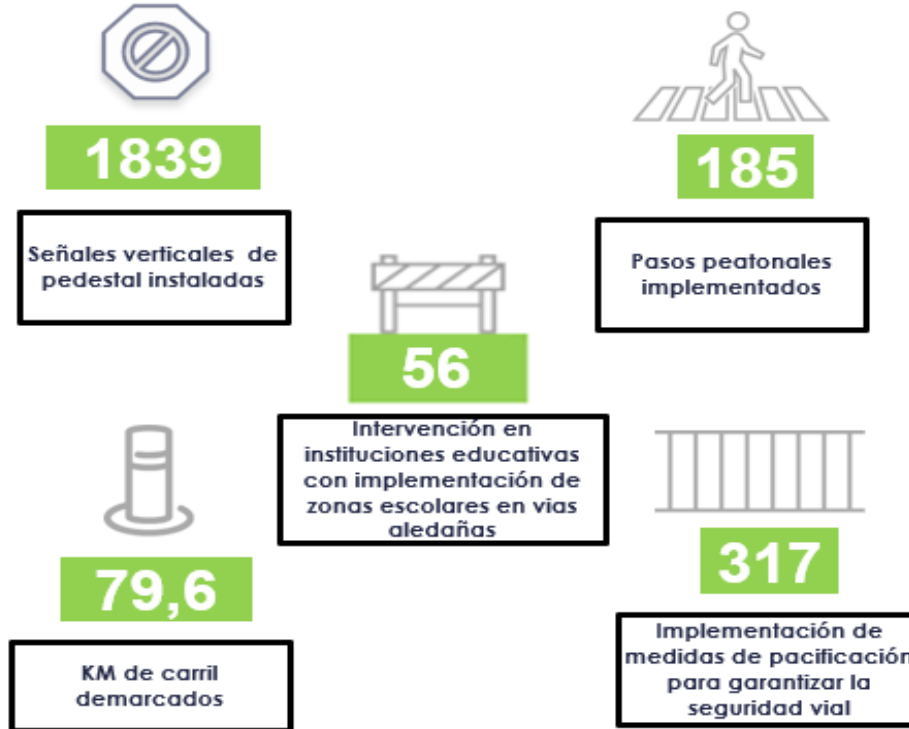 1839
Señales verticales de
pedestal instaladas
185
Pasos peatonales
implementados
56
Intervención en
instituciones educativas
con implementación de
zonas escolares en vias
aledañas
79,6
KM de carril
demarcados
317
Implementación de
medidas de pacificación
para garantizar la
seguridad vial